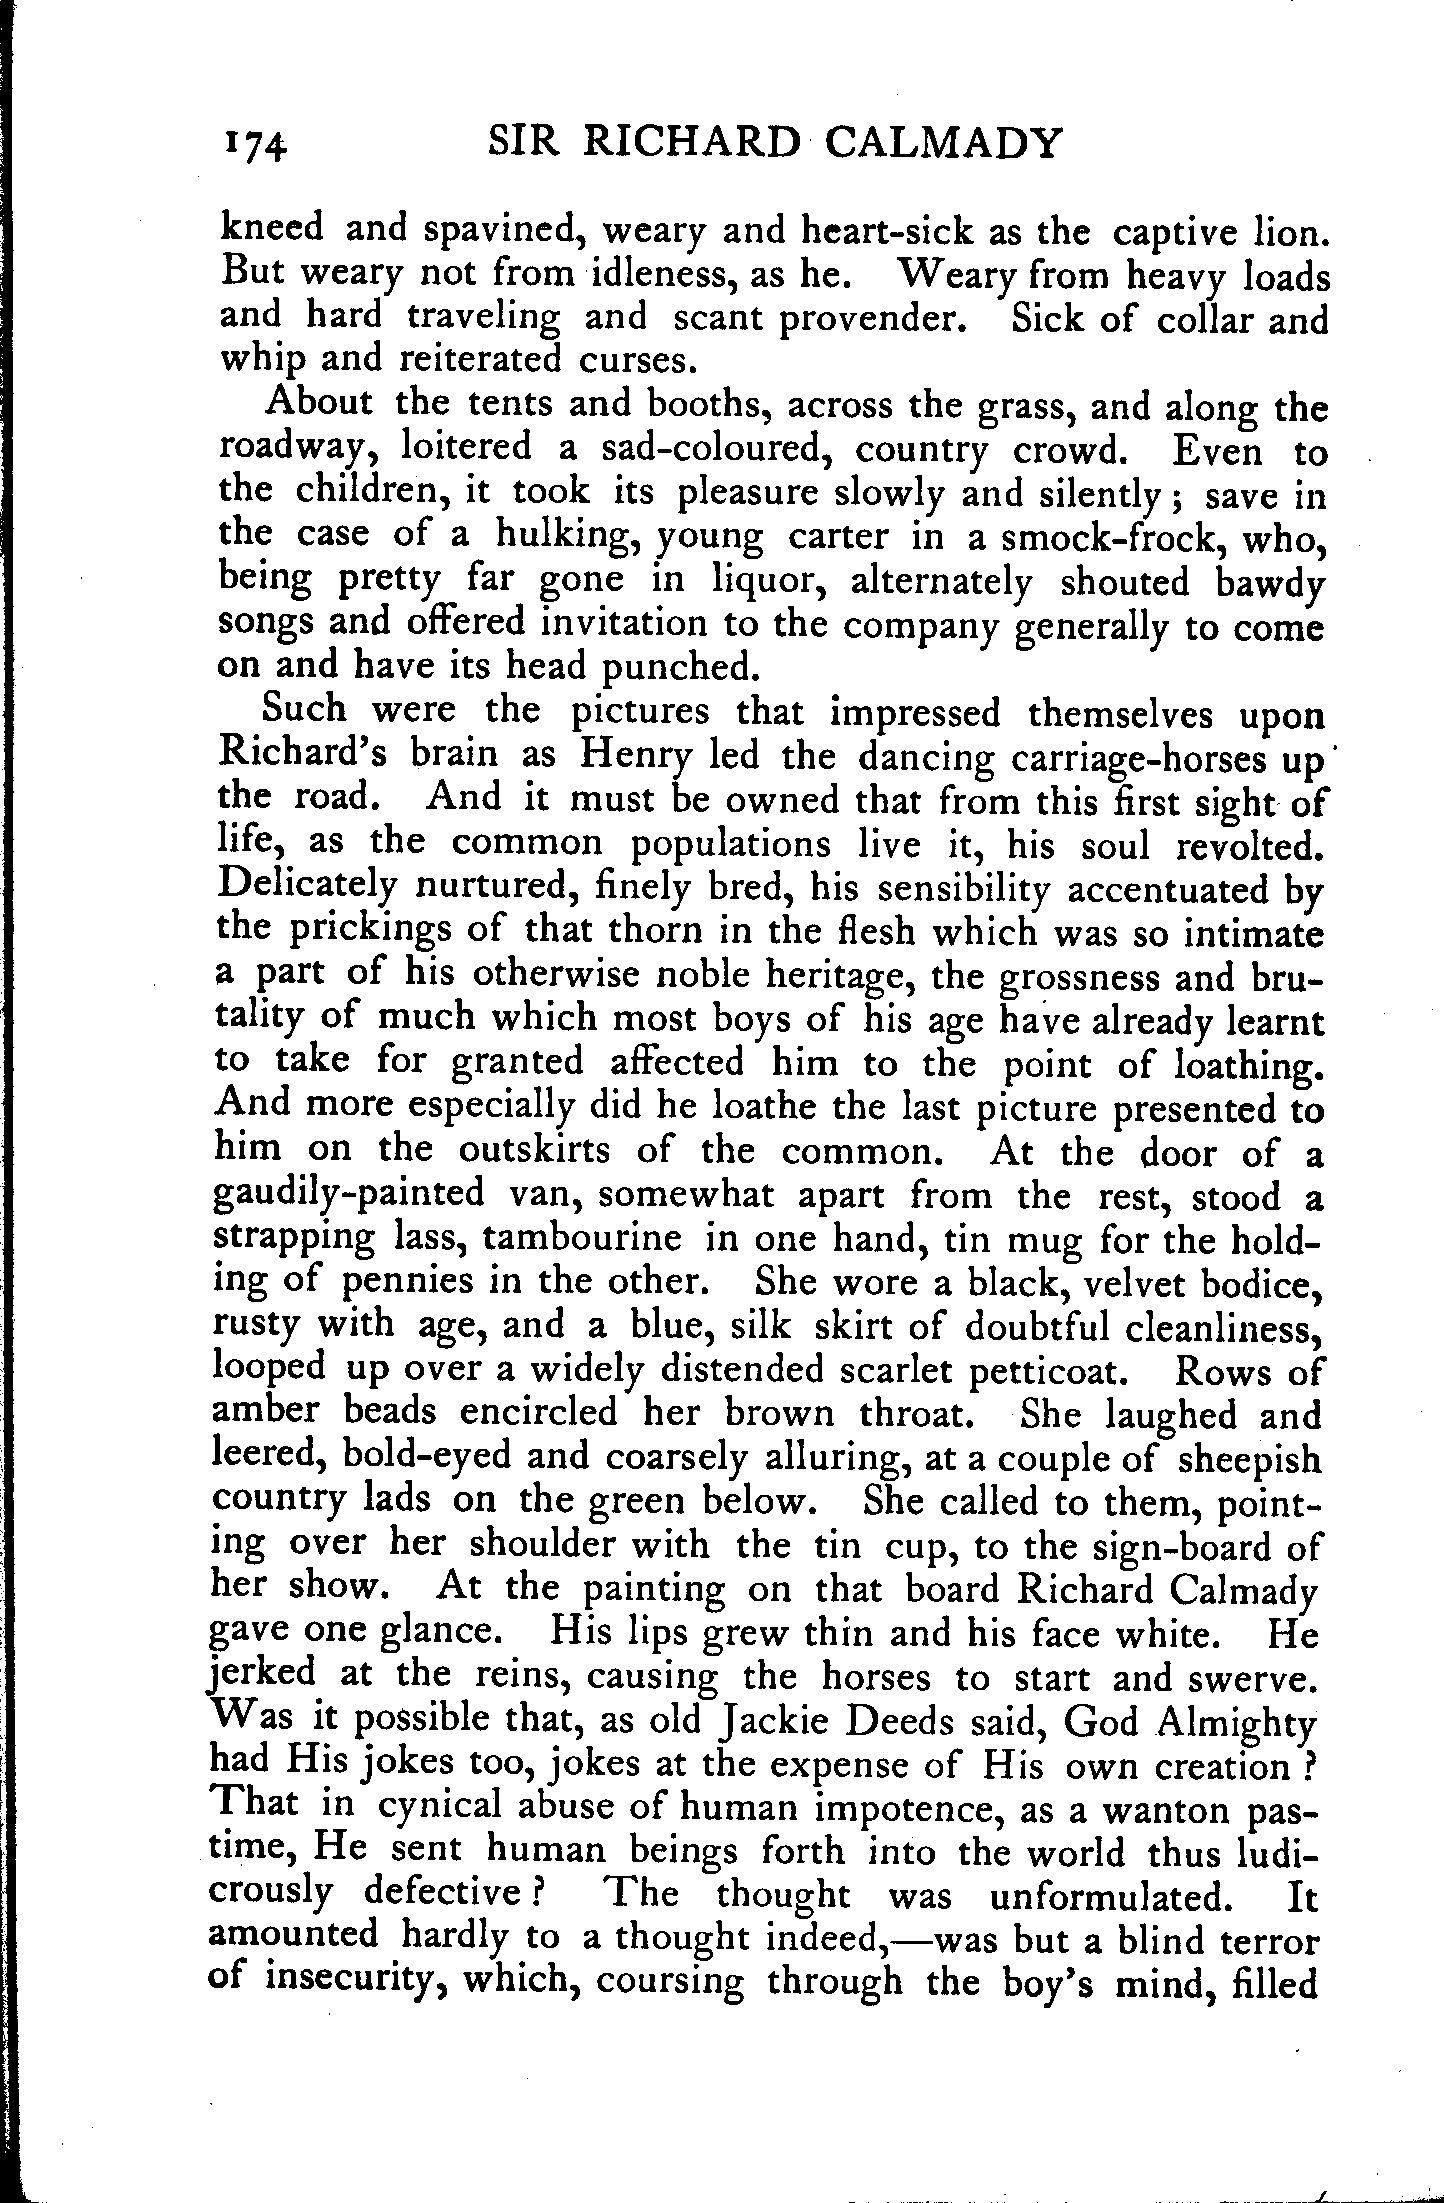 174 SIR RICHARD CALMADY
kneed and spavined, weary and heart-sick as the captive lion.
But weary not from idleness, as he. Weary from heavy loads
and hard traveling and scant provender. Sick of collar and
whip and reiterated curses.
About the tents and booths, across the grass, and along the
roadway, loitered a sad-coloured, country crowd. Even to
the children, it took its pleasure slowly and silently; save in
the case of a hulking, young carter in a smock-frock, who,
being pretty far gone in liquor, alternately shouted bawdy
songs and offered invitation to the company generally to come
on and have its head punched.
Such were the pictures that impressed themselves upon
Richard's brain as Henry led the dancing carriage-horses up
the road. And it must be owned that from this first sight of
life, as the common populations live it, his soul revolted.
Delicately nurtured, finely bred, his sensibility accentuated by
the prickings of that thorn in the flesh which was so intimate
a part of his otherwise noble heritage, the grossness and bru-
tality of much which most boys of his age have already learnt
to take for granted affected him to the point of loathing.
And more especially did he loathe the last picture presented to
him on the outskirts of the common. At the door of a
gaudily-painted van, somewhat apart from the rest, stood a
strapping lass, tambourine in one hand, tin mug for the hold-
ing of pennies in the other. She wore a black, velvet bodice,
rusty with age, and a blue, silk skirt of doubtful cleanliness,
looped up over a widely distended scarlet petticoat. Rows of
amber beads encircled her brown throat. She laughed and
leered, bold-eyed and coarsely alluring, at a couple of sheepish
country lads on the green below. She called to them, point-
ing over her shoulder with the tin cup, to the sign-board of
her show. At the painting on that board Richard Calmady
gave one glance. His lips grew thin and his face white. He
jerked at the reins, causing the horses to start and swerve.
Was it possible that, as old Jackie Deeds said, God Almighty
had His jokes too, jokes at the expense of His own creation?
That in cynical abuse of human impotence, as a wanton pas-
time, He sent human beings forth into the world thus ludi-
crously defective? The thought was unformulated. It
amounted hardly to a thought indeed,—was but a blind terror
of insecurity, which, coursing through the boy's mind, filled